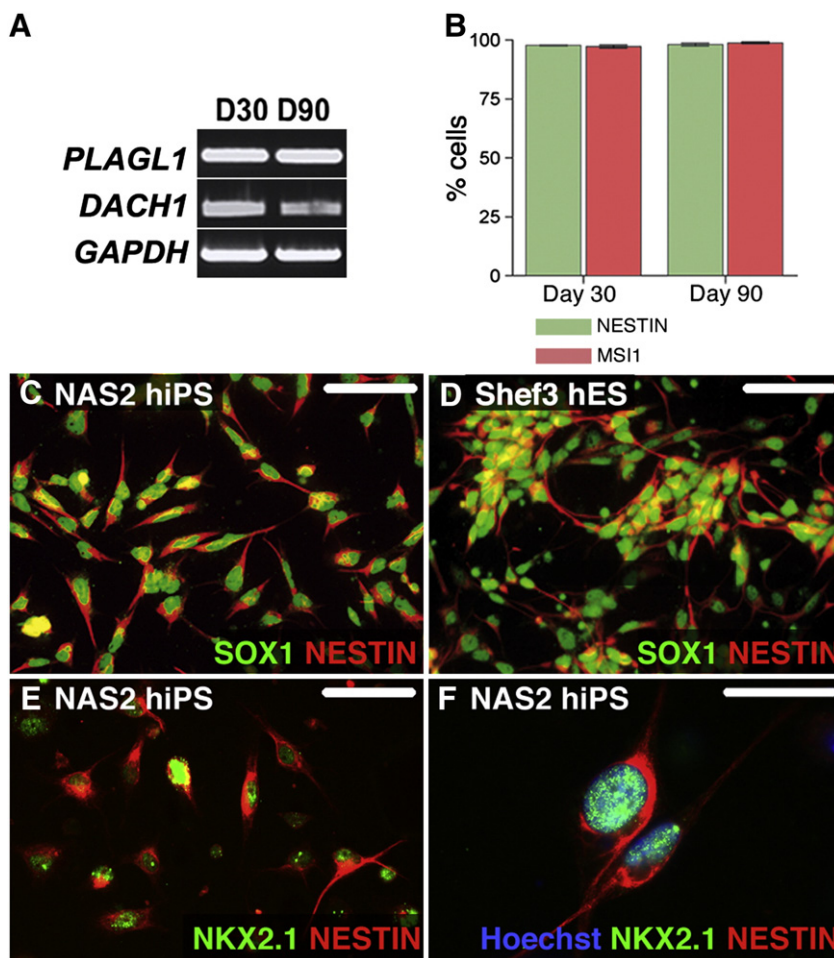 A
D30 D90
PLAGL1
DACH1
GAPDH
B
% cells
100
75
50
25
0
Day 30
Day 90
NESTIN
MSI1
C NAS2 hiPS
SOX1 NESTIN
D Shef3 hES
SOX1 NESTIN
E NAS2 hiPS
NKX2.1 NESTIN
F NAS2 hiPS
Hoechst NKX2.1 NESTIN